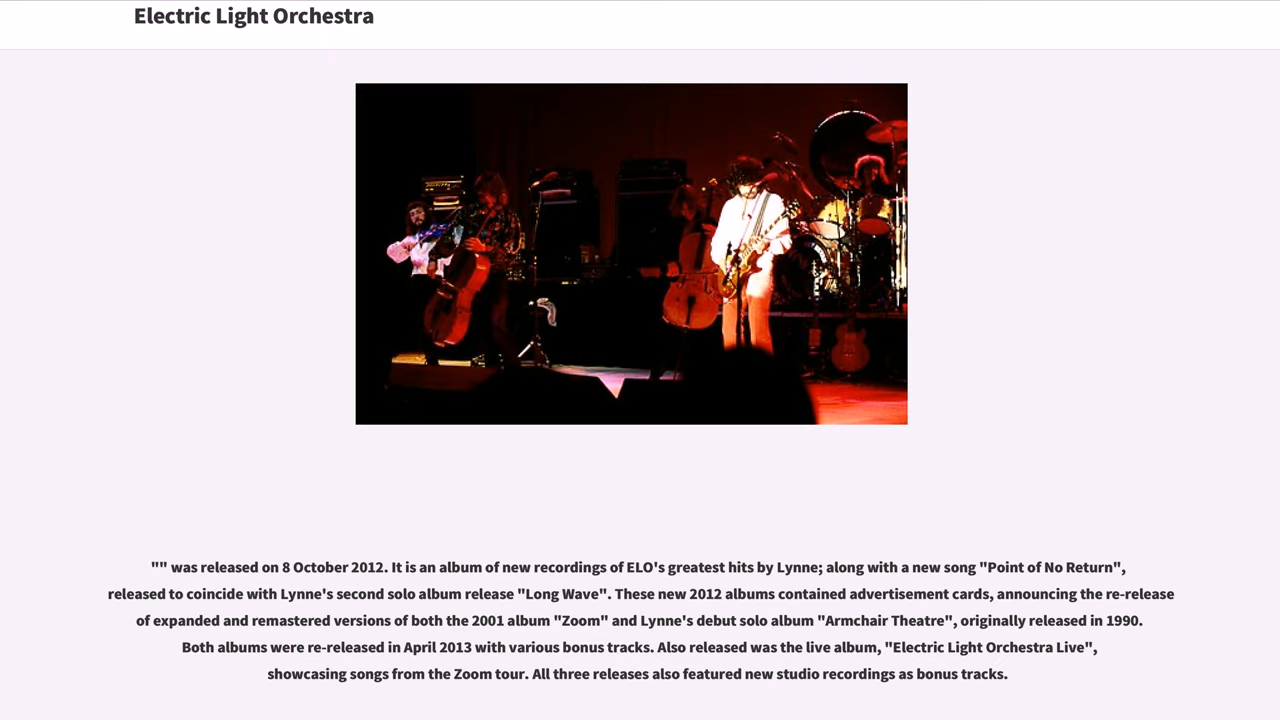 Electric Light Orchestra
"" was released on 8 October 2012. It is an album of new recordings of ELO's greatest hits by Lynne; along with a new song "Point of No Return",
released to coincide with Lynne's second solo album release "Long Wave". These new 2012 albums contained advertisement cards, announcing the re-release
of expanded and remastered versions of both the 2001 album "Zoom" and Lynne's debut solo album "Armchair Theatre", originally released in 1990.
Both albums were re-released in April 2013 with various bonus tracks. Also released was the live album, "Electric Light Orchestra Live",
showcasing songs from the Zoom tour. All three releases also featured new studio recordings as bonus tracks.